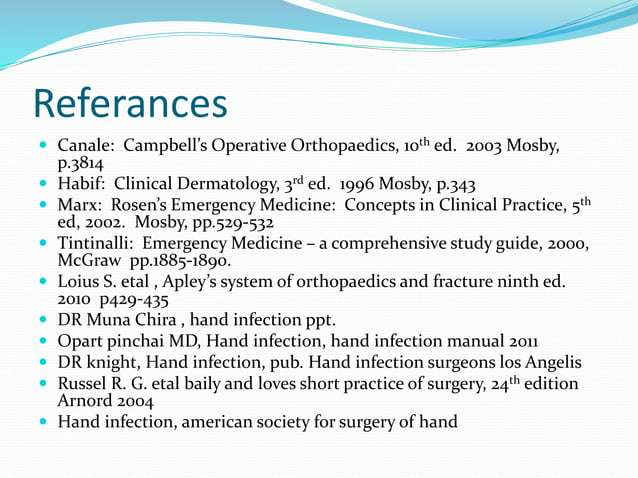 Referances
• Canale:  Campbell's Operative Orthopaedics, 10th ed.  2003 Mosby,
p.3814
• Habif:  Clinical Dermatology, 3rd ed.  1996 Mosby, p.343
• Marx:  Rosen's Emergency Medicine:  Concepts in Clinical Practice, 5th
ed, 2002.  Mosby, pp.529-532
• Tintinalli:  Emergency Medicine – a comprehensive study guide, 2000,
McGraw  pp.1885-1890.
• Loius S. etal , Apley's system of orthopaedics and fracture ninth ed.
2010  p429-435
• DR Muna Chira , hand infection ppt.
• Opart pinchai MD, Hand infection, hand infection manual 2011
• DR knight, Hand infection, pub. Hand infection surgeons los Angelis
• Russel R. G. etal baily and loves short practice of surgery, 24th edition
Arnord 2004
• Hand infection, american society for surgery of hand